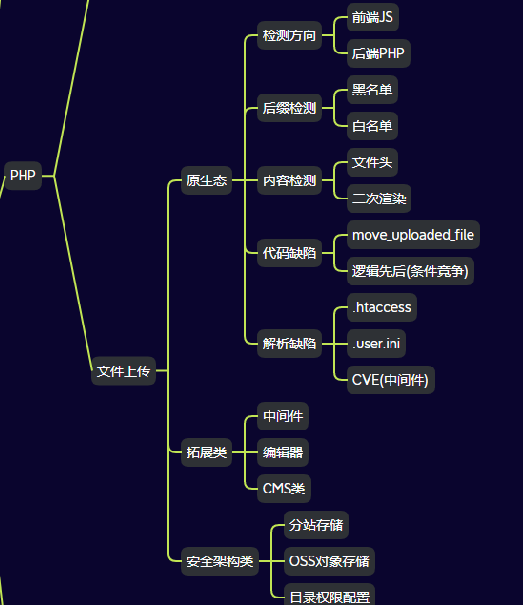 PHP
文件上传
原生态
检测方向
前端JS
后端PHP
后缀检测
黑名单
白名单
内容检测
文件头
二次渲染
代码缺陷
move_uploaded_file
逻辑先后(条件竞争)
解析缺陷
.htaccess
.user.ini
CVE(中间件)
拓展类
中间件
编辑器
CMS类
安全架构类
分站存储
OSS对象存储
目录权限配置